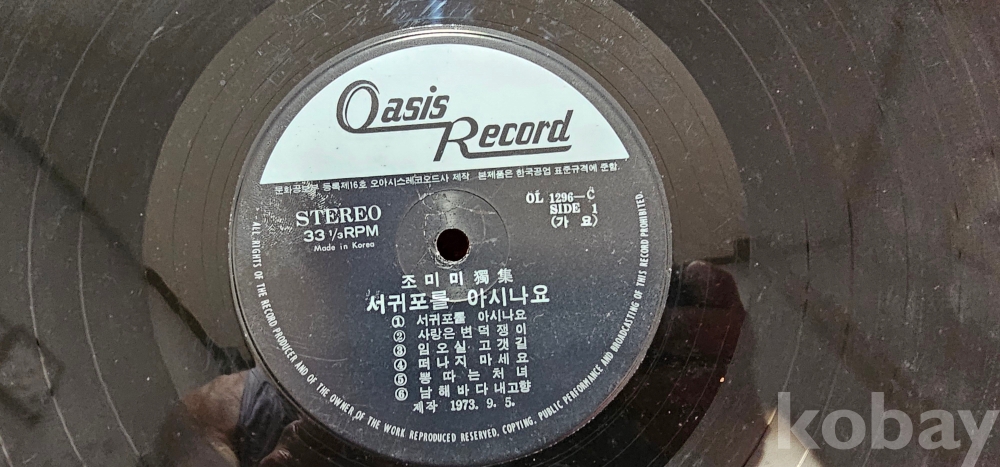 Oasis
Record
문화공보부 등록제16호 오아시스레코오드사 제작 본제품은 한국공업 표준규격에 준함.
STEREO
33 1/3 RPM
Made in Korea
OL 1296-C
SIDE 1
(가 요)
조미미 獨集
서귀포를 아시나요
① 서귀포를 아시나요
② 사랑은 변덕쟁이
③ 임오실 고갯길
④ 떠나지 마세요
⑤ 뽕따는 처녀
⑥ 남해바다내고향
제작 1973. 9. 5.
ALL RIGHTS OF THE RECORD PRODUCER AND OF THE OWNER OF THE WORK REPRODUCED RESERVED, COPYING, PUBLIC PERFORMANCE AND BROADCASTING OF THIS RECORD PROHIBITED.
kobay